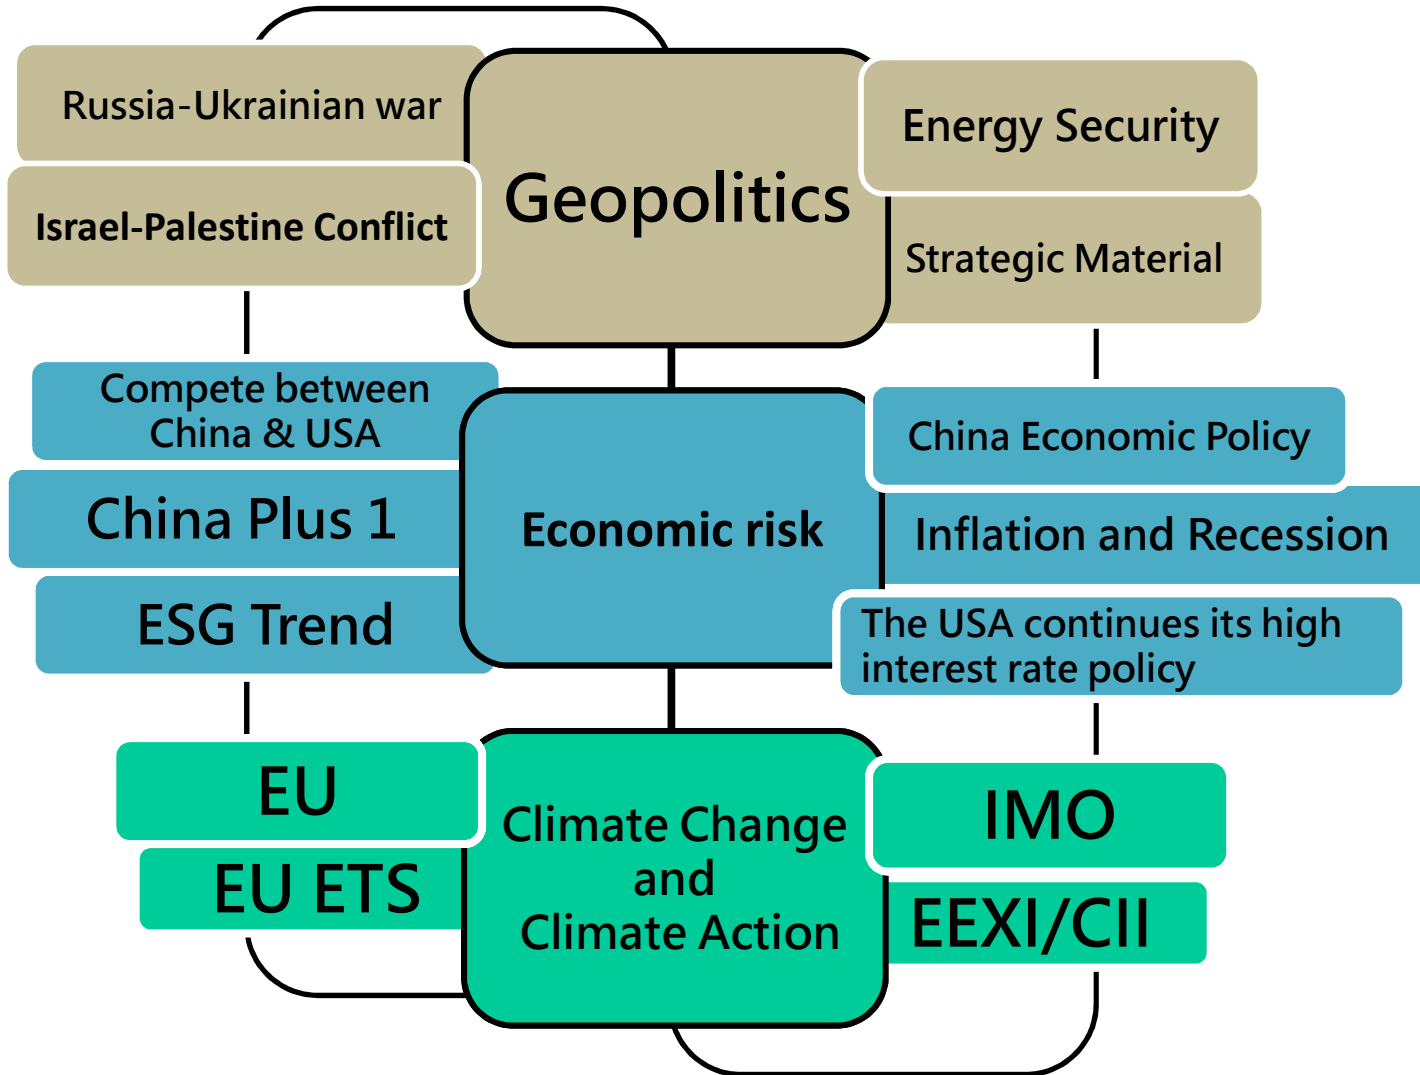 Russia-Ukrainian war
Israel-Palestine Conflict
Geopolitics
Energy Security
Strategic Material
Compete between
China & USA
China Plus 1
ESG Trend
Economic risk
China Economic Policy
Inflation and Recession
The USA continues its high
interest rate policy
EU
EU ETS
Climate Change
and
Climate Action
IMO
EEXI/CII